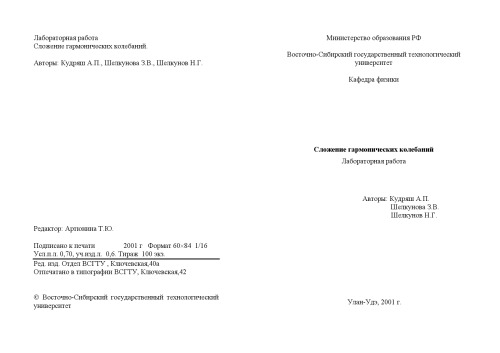 Лабораторная работа
Сложение гармонических колебаний.
Авторы: Кудряш А.П., Шелкунова З.В., Шелкунов Н.Г.
Редактор: Артюнина Т.Ю.
Подписано к печати 2001 г Формат 60×84 1/16
Усл.п.л. 0,70, уч.изд.л. 0,6. Тираж 100 экз.
Ред. изд. Отдел ВСГТУ , Ключевская,40а
Отпечатано в типографии ВСГТУ, Ключевская,42
© Восточно-Сибирский государственный технологический
университет
Министерство образования РФ
Восточно-Сибирский государственный технологический
университет
Кафедра физики
Сложение гармонических колебаний
Лабораторная работа
Авторы: Кудряш А.П.
Шелкунова З.В.
Шелкунов Н.Г.
Улан-Удэ, 2001 г.